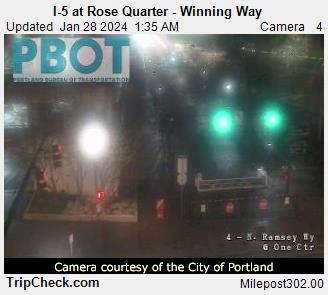 I-5 at Rose Quarter - Winning Way
Updated Jan 28 2024 1:35 AM Camera 4
PBOT
PORTLAND BUREAU OF TRANSPORTATION
4 - N. Ramsey Wy
@ One Ctr
Camera courtesy of the City of Portland
TripCheck.com Milepost302.00